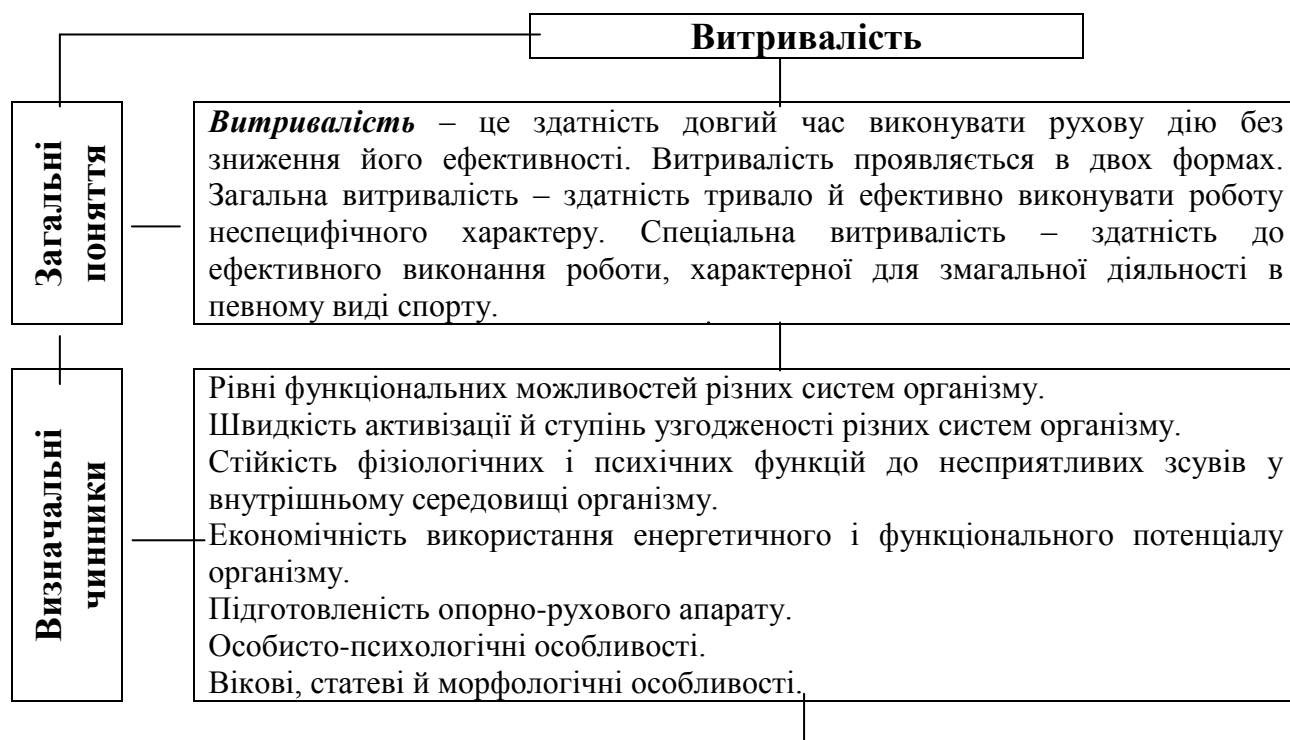 Витривалість
Загальні
поняття
Витривалість – це здатність довгий час виконувати рухову дію без
зниження його ефективності. Витривалість проявляється в двох формах.
Загальна витривалість – здатність тривало й ефективно виконувати роботу
неспецифічного характеру. Спеціальна витривалість – здатність до
ефективного виконання роботи, характерної для змагальної діяльності в
певному виді спорту.
Визначальні
чинники
Рівні функціональних можливостей різних систем організму.
Швидкість активізації й ступінь узгодженості різних систем організму.
Стійкість фізіологічних і психічних функцій до несприятливих зсувів у
внутрішньому середовищі організму.
Економічність використання енергетичного і функціонального потенціалу
організму.
Підготовленість опорно-рухового апарату.
Особисто-психологічні особливості.
Вікові, статеві й морфологічні особливості.